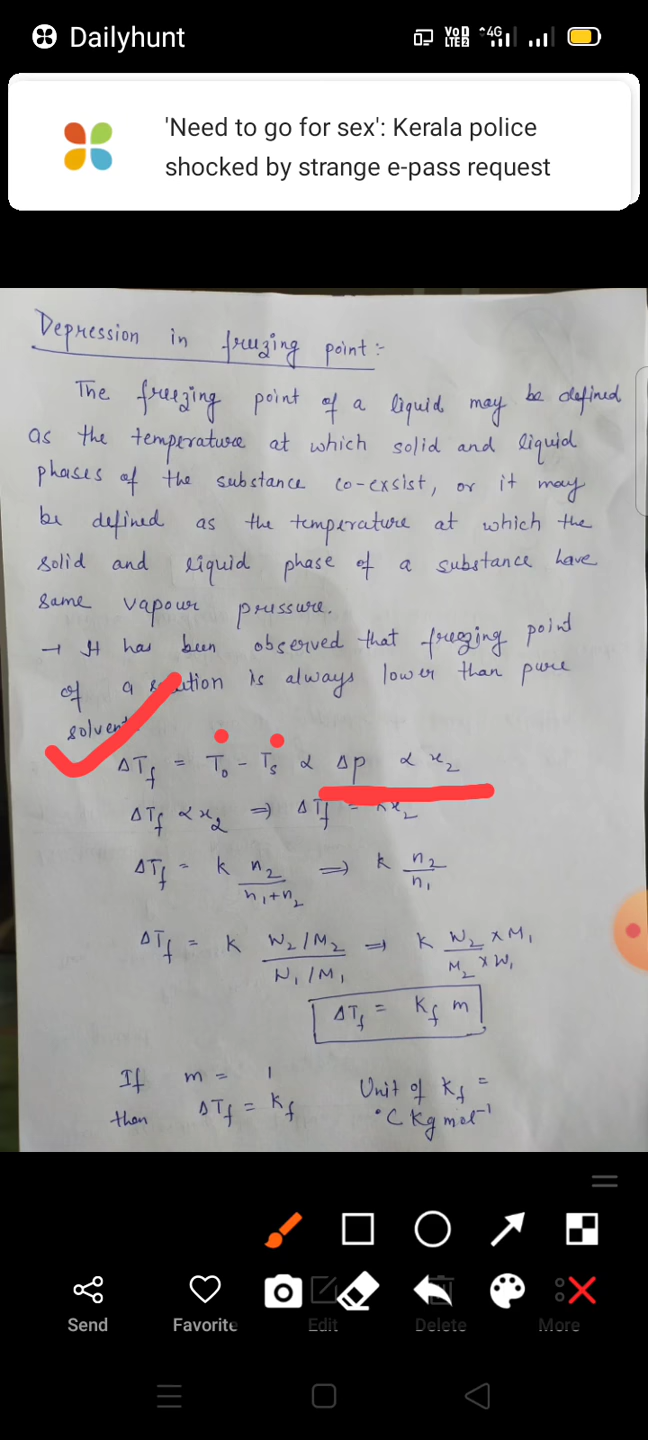 Dailyhunt
VoD
LTE2
4G
'Need to go for sex': Kerala police
shocked by strange e-pass request
Depression in freezing point :-
The freezing point of a liquid may be defined
as the temperature at which solid and liquid
phases of the substance co-exsist, or it may
be defined as the temperature at which the
solid and liquid phase of a substance have
same vapour pressure.
→ It has been observed that freezing point
of a solution is always lower than pure
solvent
ΔTf = T₀ - Ts ∝ Δp ∝ x₂
ΔTf ∝ x₂ ⇒ ΔTf = kx₂
ΔTf = k n₂/(n₁+n₂) ⇒ k n₂/n₁
ΔTf = k (W₂/M₂)/(W₁/M₁) ⇒ k (W₂ × M₁)/(M₂ × W₁)
ΔTf = Kf m
If m = 1 Unit of Kf =
then ΔTf = Kf °C Kg mol⁻¹
Send Favorite Edit Delete More